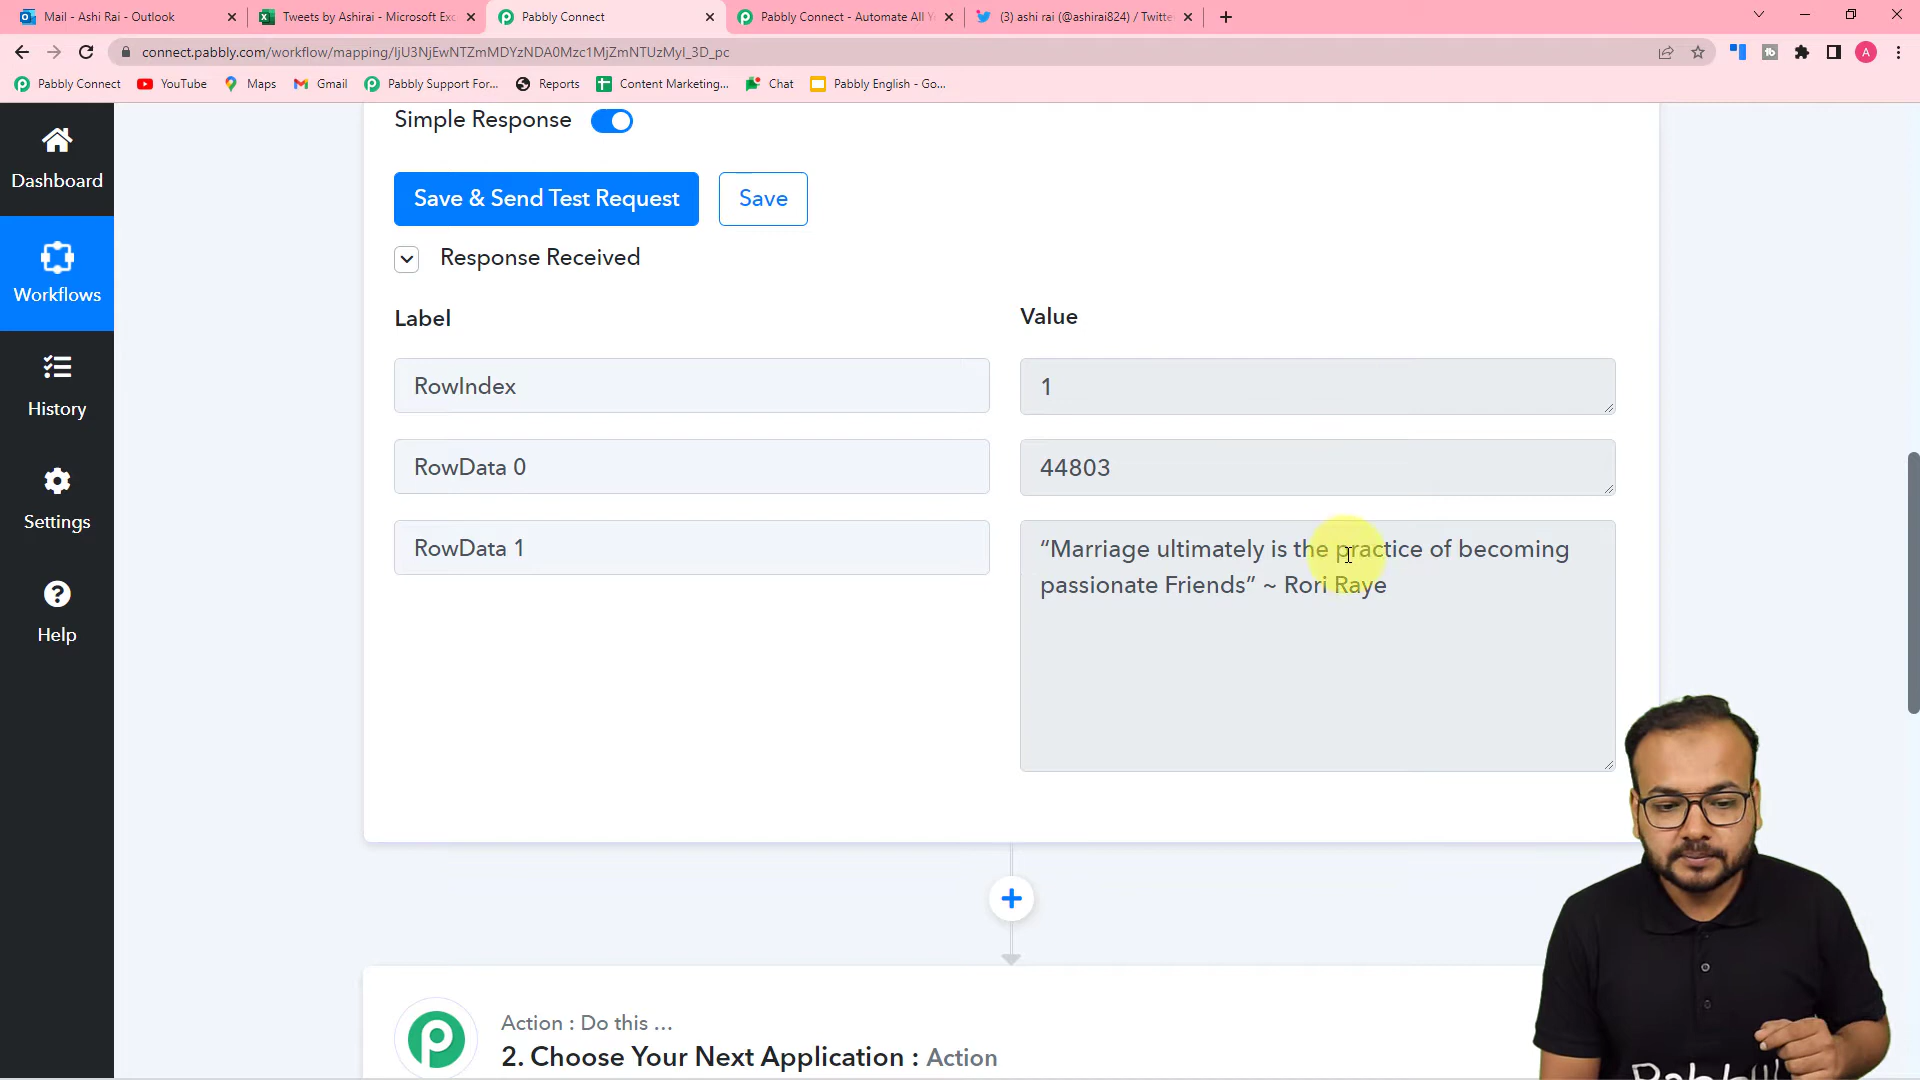 Mail - Ashi Rai - Outlook
Tweets by Ashirai - Microsoft Exc
Pabbly Connect
Pabbly Connect - Automate All Y
(3) ashi rai (@ashirai824) / Twitte
connect.pabbly.com/workflow/mapping/IjU3NjEwNTZmMDYzNDA0Mzc1MjZmNTUzMyI_3D_pc
A
Pabbly Connect
YouTube
Maps
Gmail
Pabbly Support For...
Reports
Content Marketing...
Chat
Pabbly English - Go...
Simple Response
Dashboard
Save & Send Test Request
Save
Response Received
Workflows
Label
Value
RowIndex
1
History
RowData 0
44803
Settings
RowData 1
“Marriage ultimately is the practice of becoming
passionate Friends” ~ Rori Raye
Help
Action : Do this ...
2. Choose Your Next Application : Action